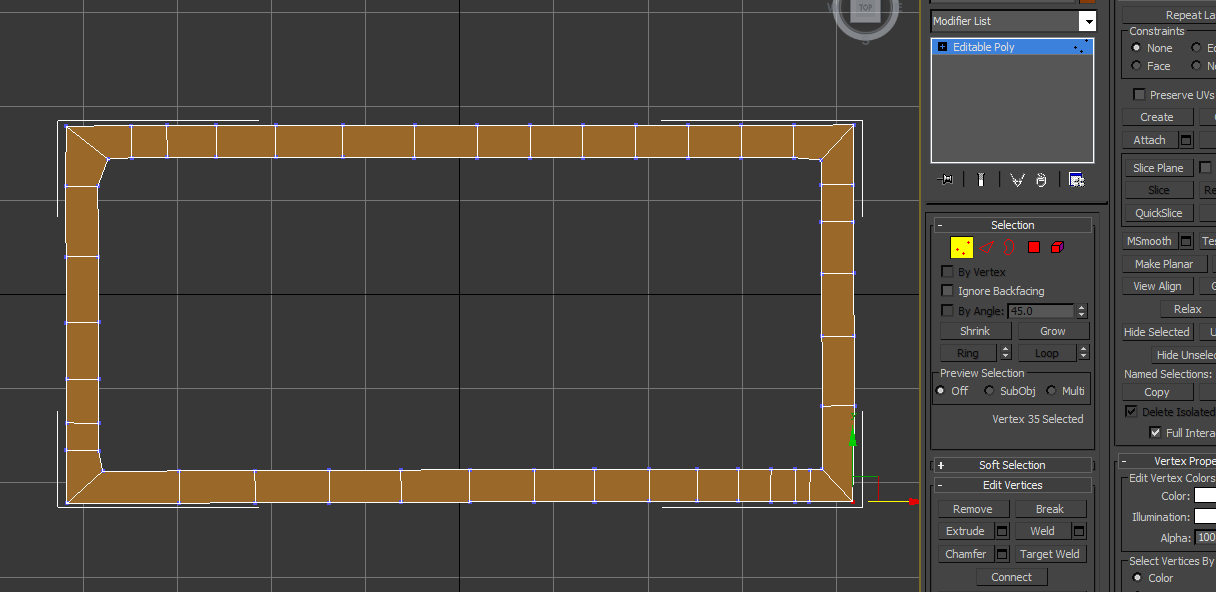 TOP
S
Modifier List
Editable Poly
Selection
By Vertex
Ignore Backfacing
By Angle: 45.0
Shrink Grow
Ring Loop
Preview Selection
Off SubObj Multi
Vertex 35 Selected
+ Soft Selection
- Edit Vertices
Remove Break
Extrude Weld
Chamfer Target Weld
Connect
Repeat La
Constraints
None
Face
Preserve UVs
Create
Attach
Slice Plane
Slice Re
QuickSlice
MSmooth Te
Make Planar
View Align
Relax
Hide Selected
Hide Unselec
Named Selections:
Copy
Delete Isolated
Full Intera
- Vertex Prope
Edit Vertex Colors
Color:
Illumination:
Alpha: 100
Select Vertices By
Color